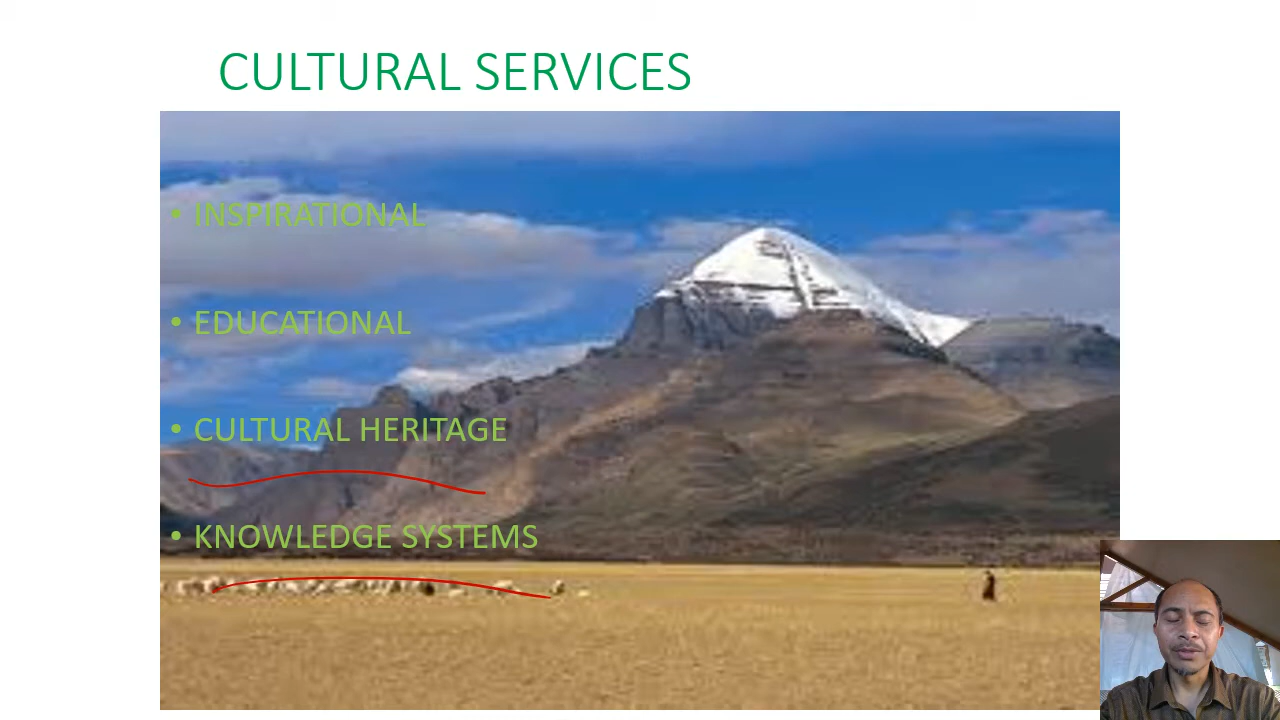 CULTURAL SERVICES
• INSPIRATIONAL
• EDUCATIONAL
• CULTURAL HERITAGE
• KNOWLEDGE SYSTEMS